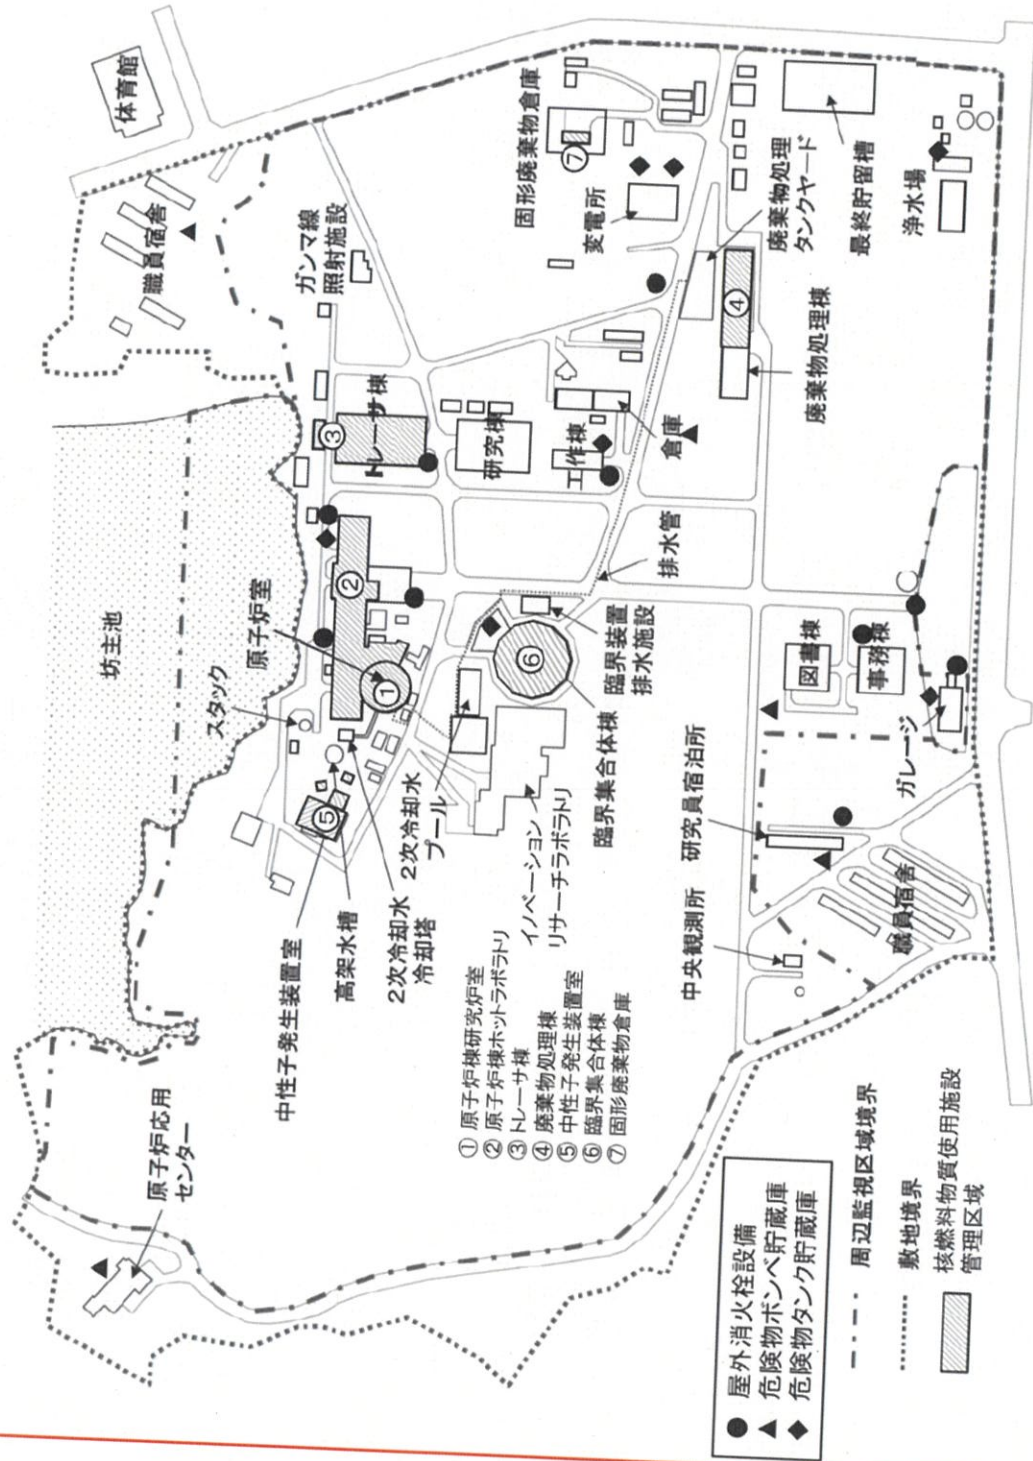 体育館
職員宿舎
ガンマ線
照射施設
固形廃棄物倉庫
⑦
変電所
廃棄物処理
タンクヤード
最終貯留槽
浄水場
④
廃棄物処理棟
③
トレーサ棟
研究棟
工作棟
倉庫
坊主池
スタック
原子炉室
②
①
⑥
臨界装置
排水施設
排水管
臨界集合体棟
図書棟
事務棟
ガレージ
⑤
中性子発生装置室
高架水槽
2次冷却水
冷却塔
2次冷却水
プール
イノベーション
リサーチラボラトリ
中央観測所
研究員宿泊所
職員宿舎
原子炉応用
センター
① 原子炉棟研究炉室
② 原子炉棟ホットラボラトリ
③ トレーサ棟
④ 廃棄物処理棟
⑤ 中性子発生装置室
⑥ 臨界集合体棟
⑦ 固形廃棄物倉庫
屋外消火栓設備
危険物ボンベ貯蔵庫
危険物タンク貯蔵庫
周辺監視区域境界
敷地境界
核燃料物質使用施設
管理区域